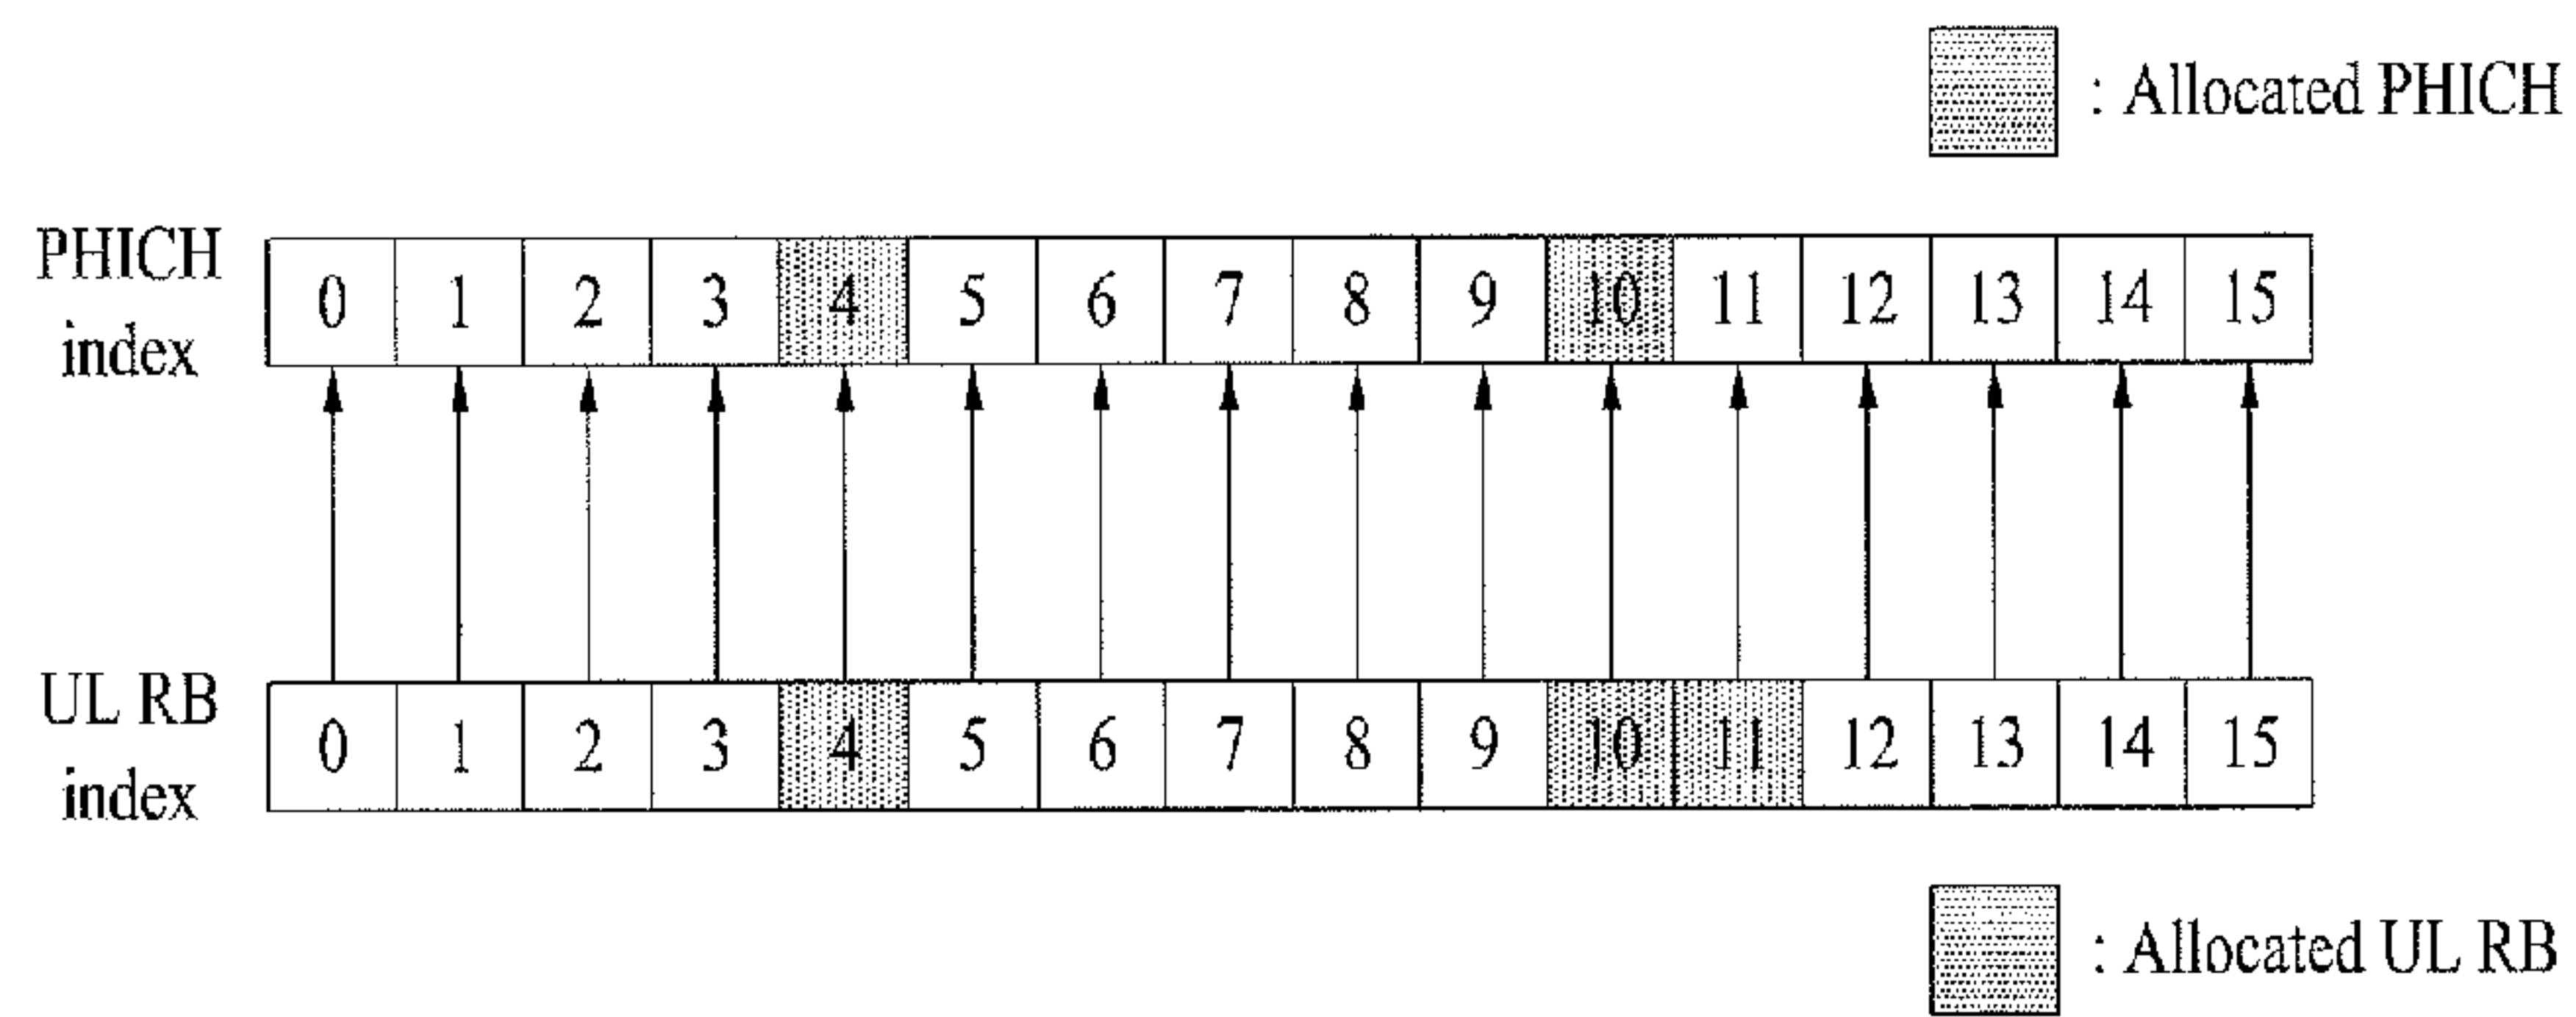 : Allocated PHICH
PHICH index
0 1 2 3 4 5 6 7 8 9 10 11 12 13 14 15
UL RB index
0 1 2 3 4 5 6 7 8 9 10 11 12 13 14 15
: Allocated UL RB